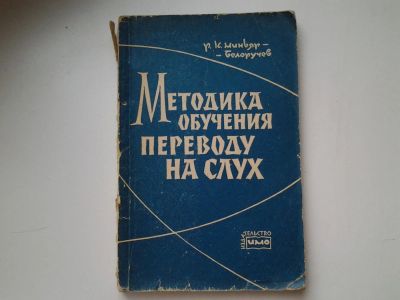 Р. К. Миньяр-
-Белоручев
Методика
обучения
переводу
на слух
Издательство
ИМО